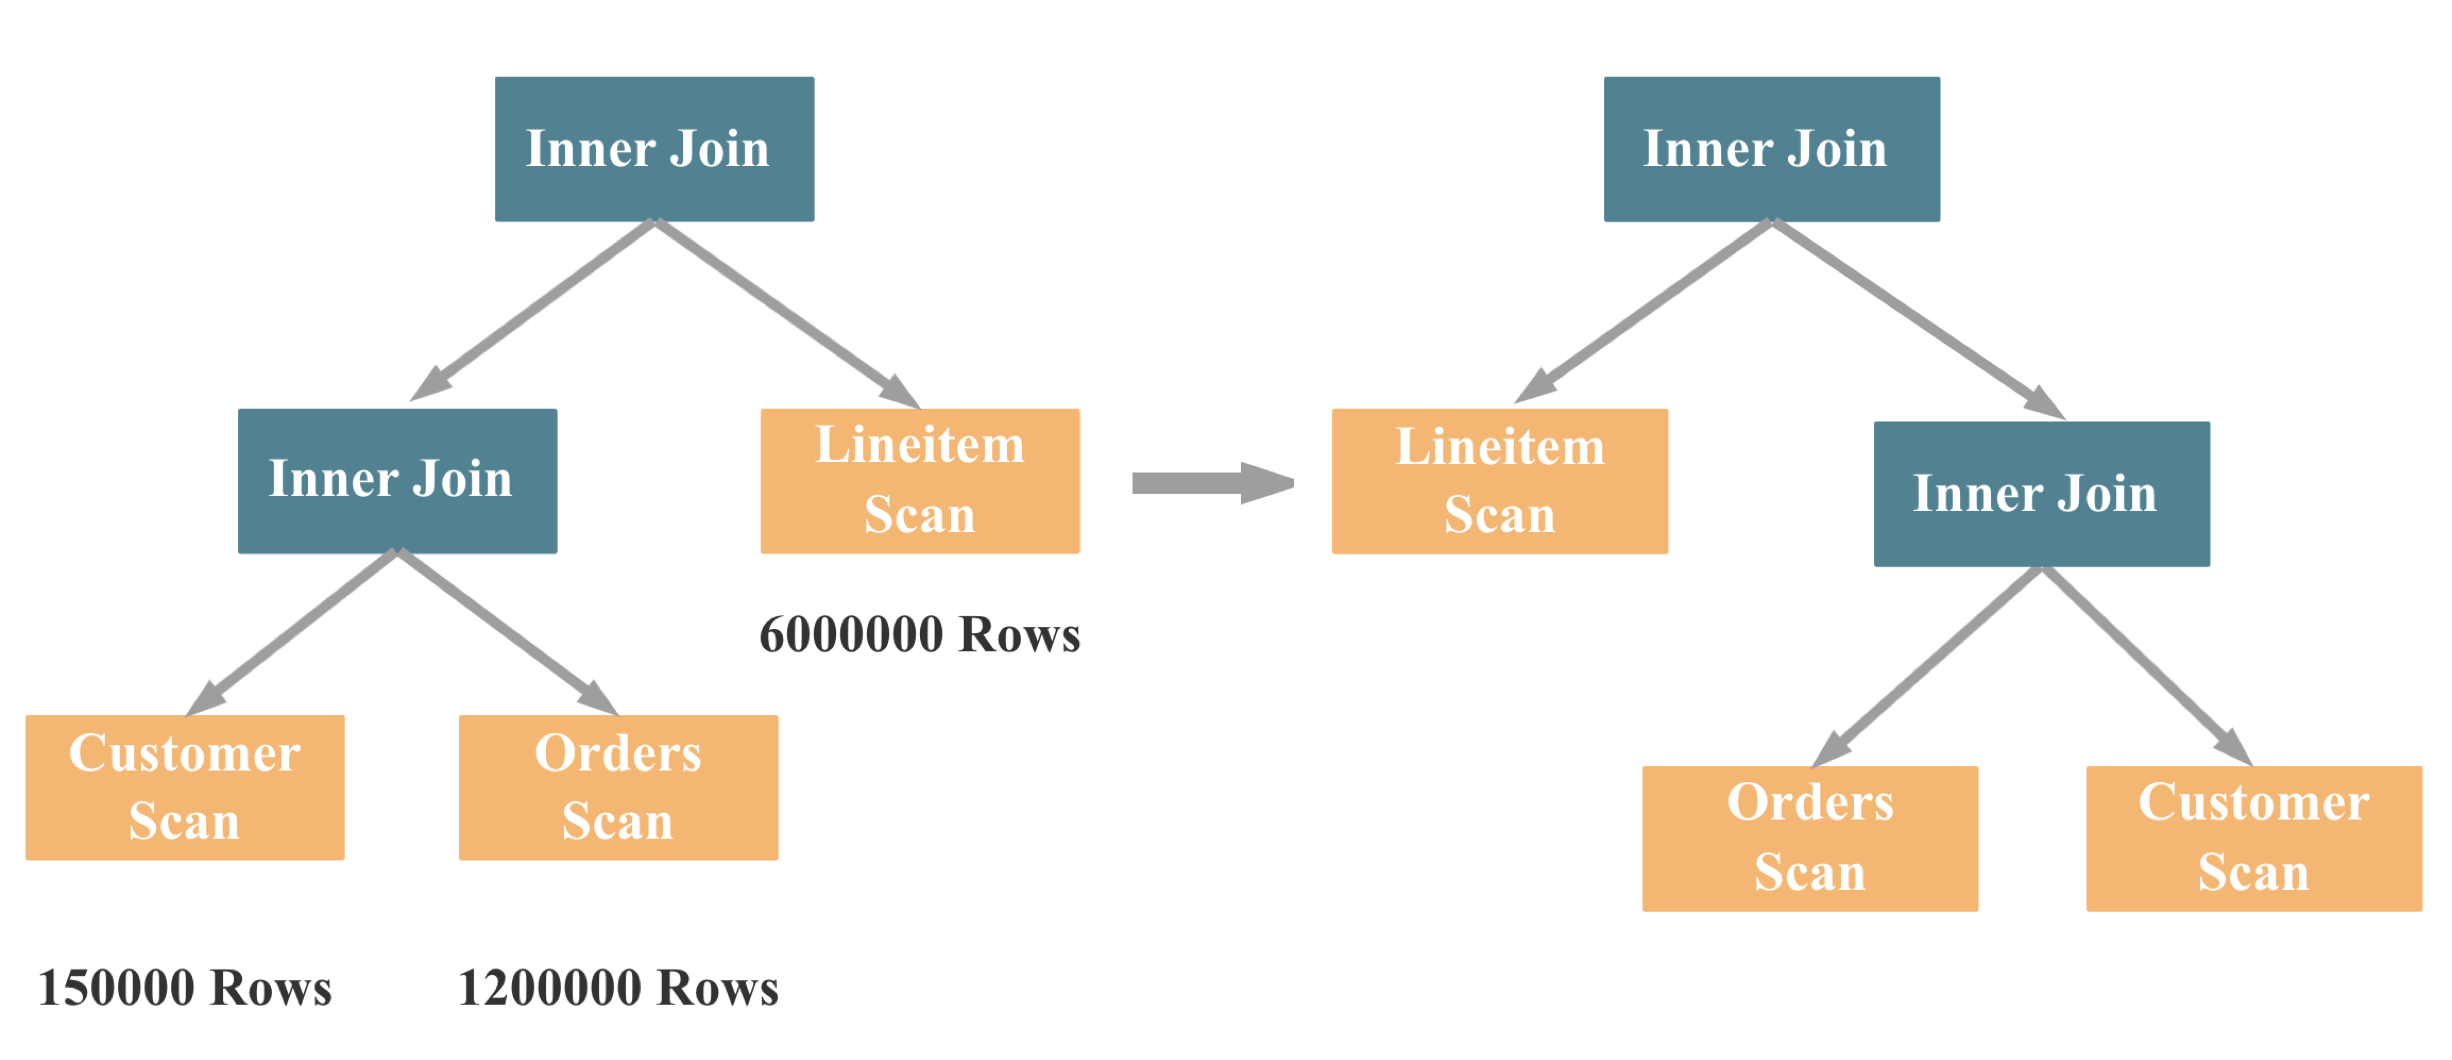 Inner Join
Inner Join
Lineitem
Scan
6000000 Rows
Customer
Scan
Orders
Scan
150000 Rows
1200000 Rows
Inner Join
Lineitem
Scan
Inner Join
Orders
Scan
Customer
Scan